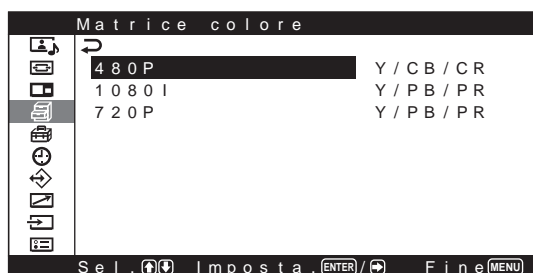 Matrice colore
480P Y/CB/CR
1080I Y/PB/PR
720P Y/PB/PR
Sel. Imposta. ENTER/ Fine MENU